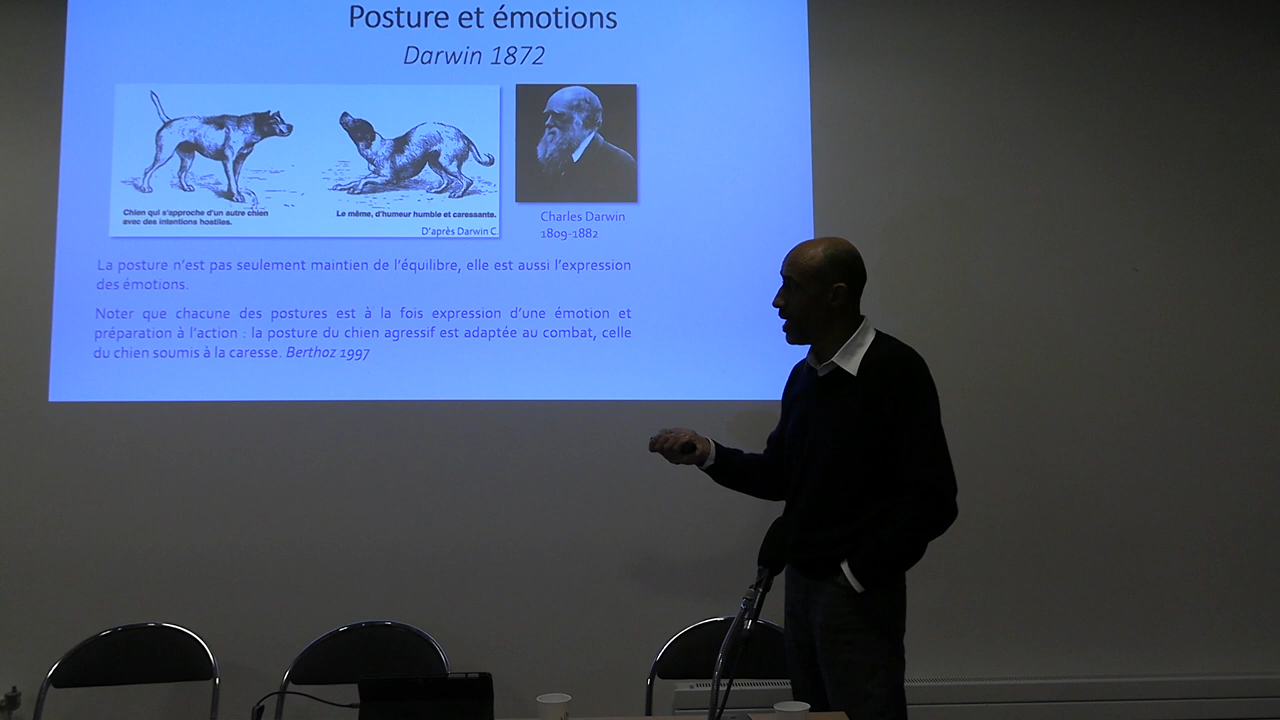 Posture et émotions
Darwin 1872
Chien qui s'approche d'un autre chien
avec des intentions hostiles.
Le même, d'humeur humble et caressante.
D'après Darwin C.
Charles Darwin
1809-1882
La posture n'est pas seulement maintien de l'équilibre, elle est aussi l'expression
des émotions.
Noter que chacune des postures est à la fois expression d'une émotion et
préparation à l'action : la posture du chien agressif est adaptée au combat, celle
du chien soumis à la caresse. Berthoz 1997